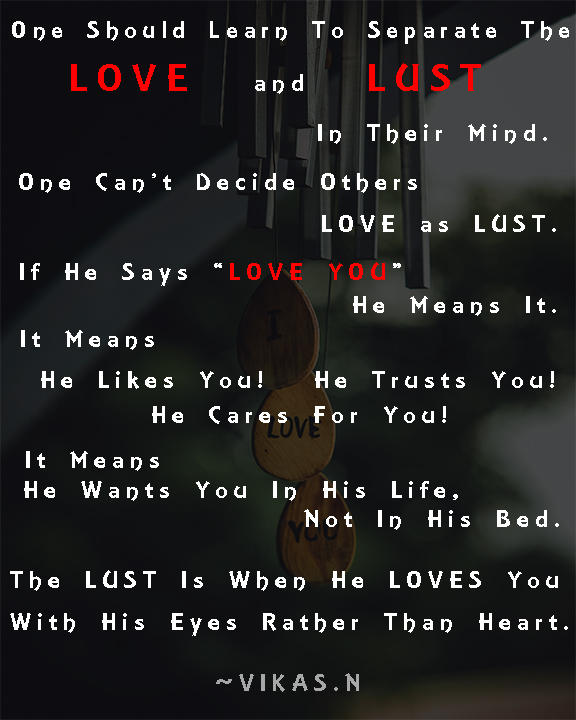 One Should Learn To Separate The
LOVE and LUST
In Their Mind.
One Can't Decide Others
LOVE as LUST.
If He Says “LOVE YOU”
He Means It.
It Means
He Likes You! He Trusts You!
He Cares For You!
It Means
He Wants You In His Life,
Not In His Bed.
The LUST Is When He LOVES You
With His Eyes Rather Than Heart.
~VIKAS.N
I
LOVE
YOU